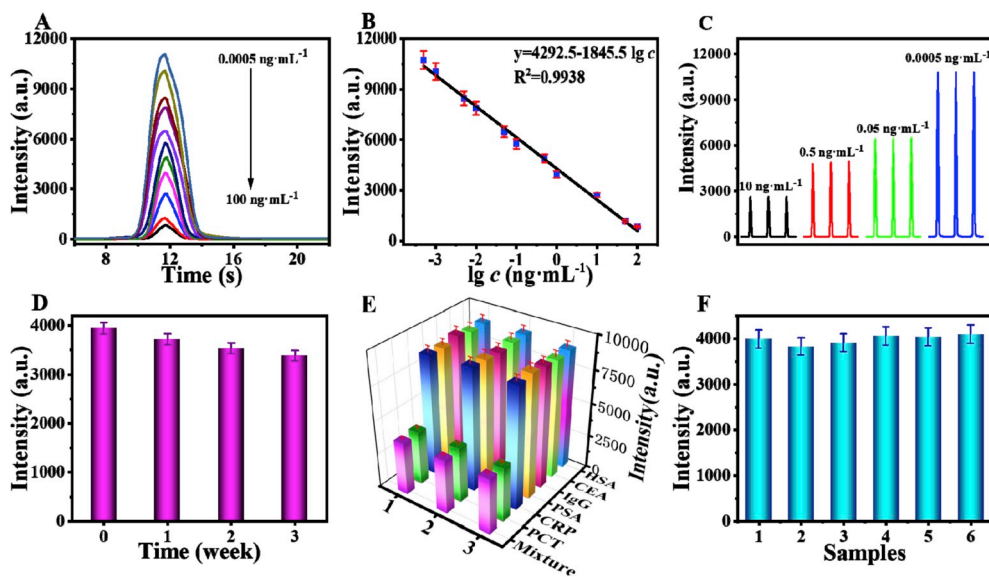 A
12000
9000
6000
3000
0
Intensity (a.u.)
0.0005 ng·mL⁻¹
100 ng·mL⁻¹
8 12 16 20
Time (s)
B
12000
9000
6000
3000
0
Intensity (a.u.)
y=4292.5-1845.5 lg c
R²=0.9938
-3 -2 -1 0 1 2
lg c (ng·mL⁻¹)
C
12000
9000
6000
3000
0
Intensity (a.u.)
10 ng·mL⁻¹
0.5 ng·mL⁻¹
0.05 ng·mL⁻¹
0.0005 ng·mL⁻¹
D
4000
3000
2000
1000
0
Intensity (a.u.)
0 1 2 3
Time (week)
E
10000
7500
5000
2500
0
Intensity(a.u.)
1 2 3
HSA
CEA
IgG
PSA
CRP
PCT
Mixture
F
4000
3000
2000
1000
0
Intensity (a.u.)
1 2 3 4 5 6
Samples